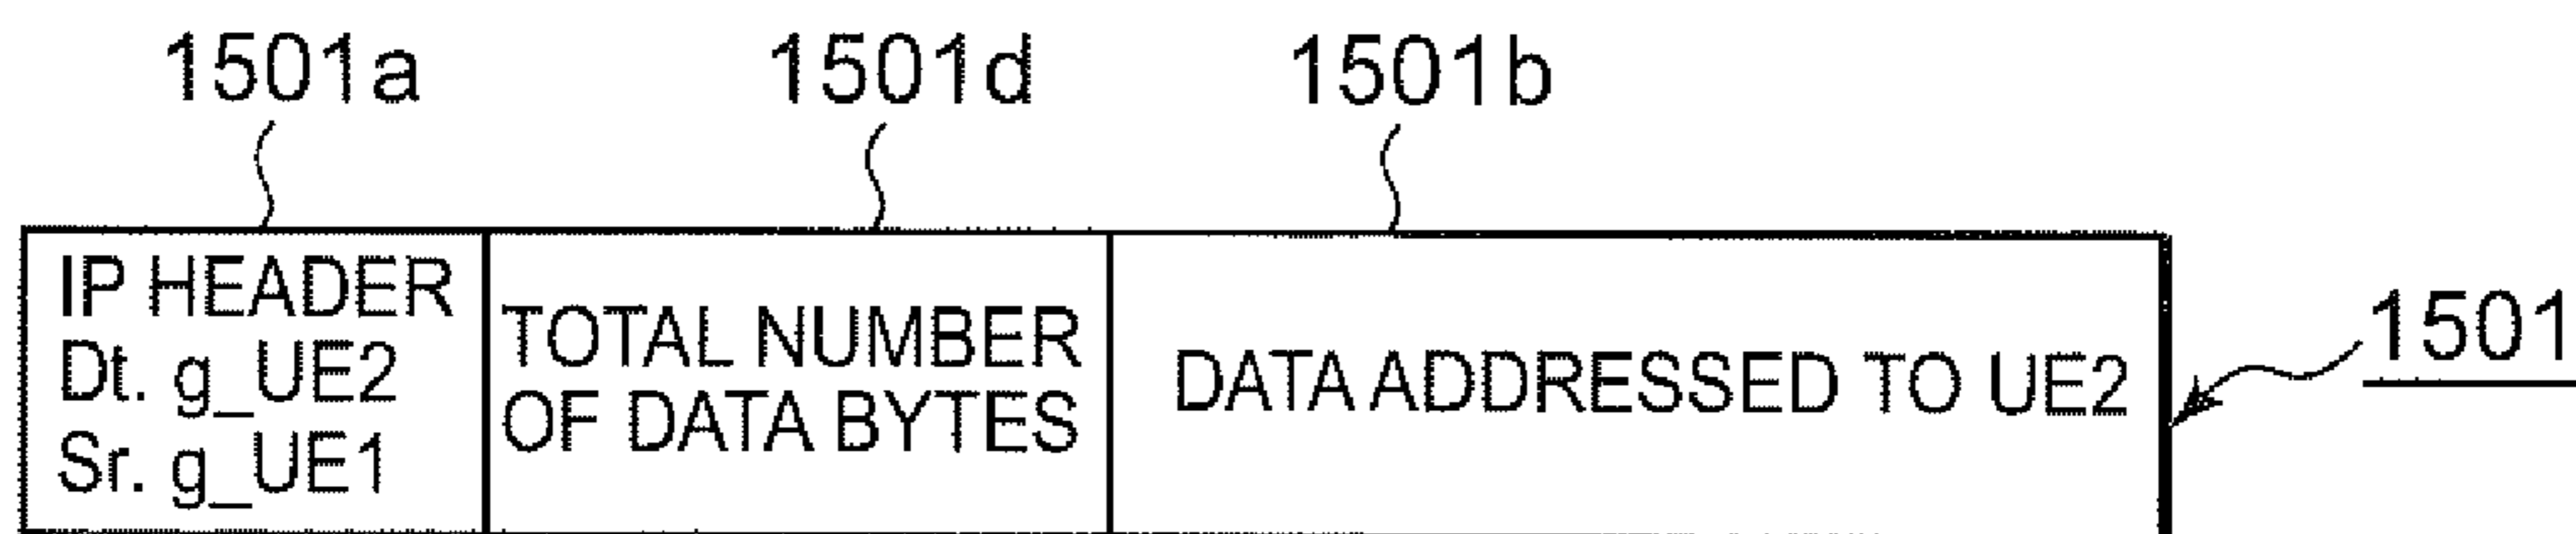 1501a 1501d 1501b
IP HEADER
Dt. g_UE2
Sr. g_UE1
TOTAL NUMBER
OF DATA BYTES
DATA ADDRESSED TO UE2
1501